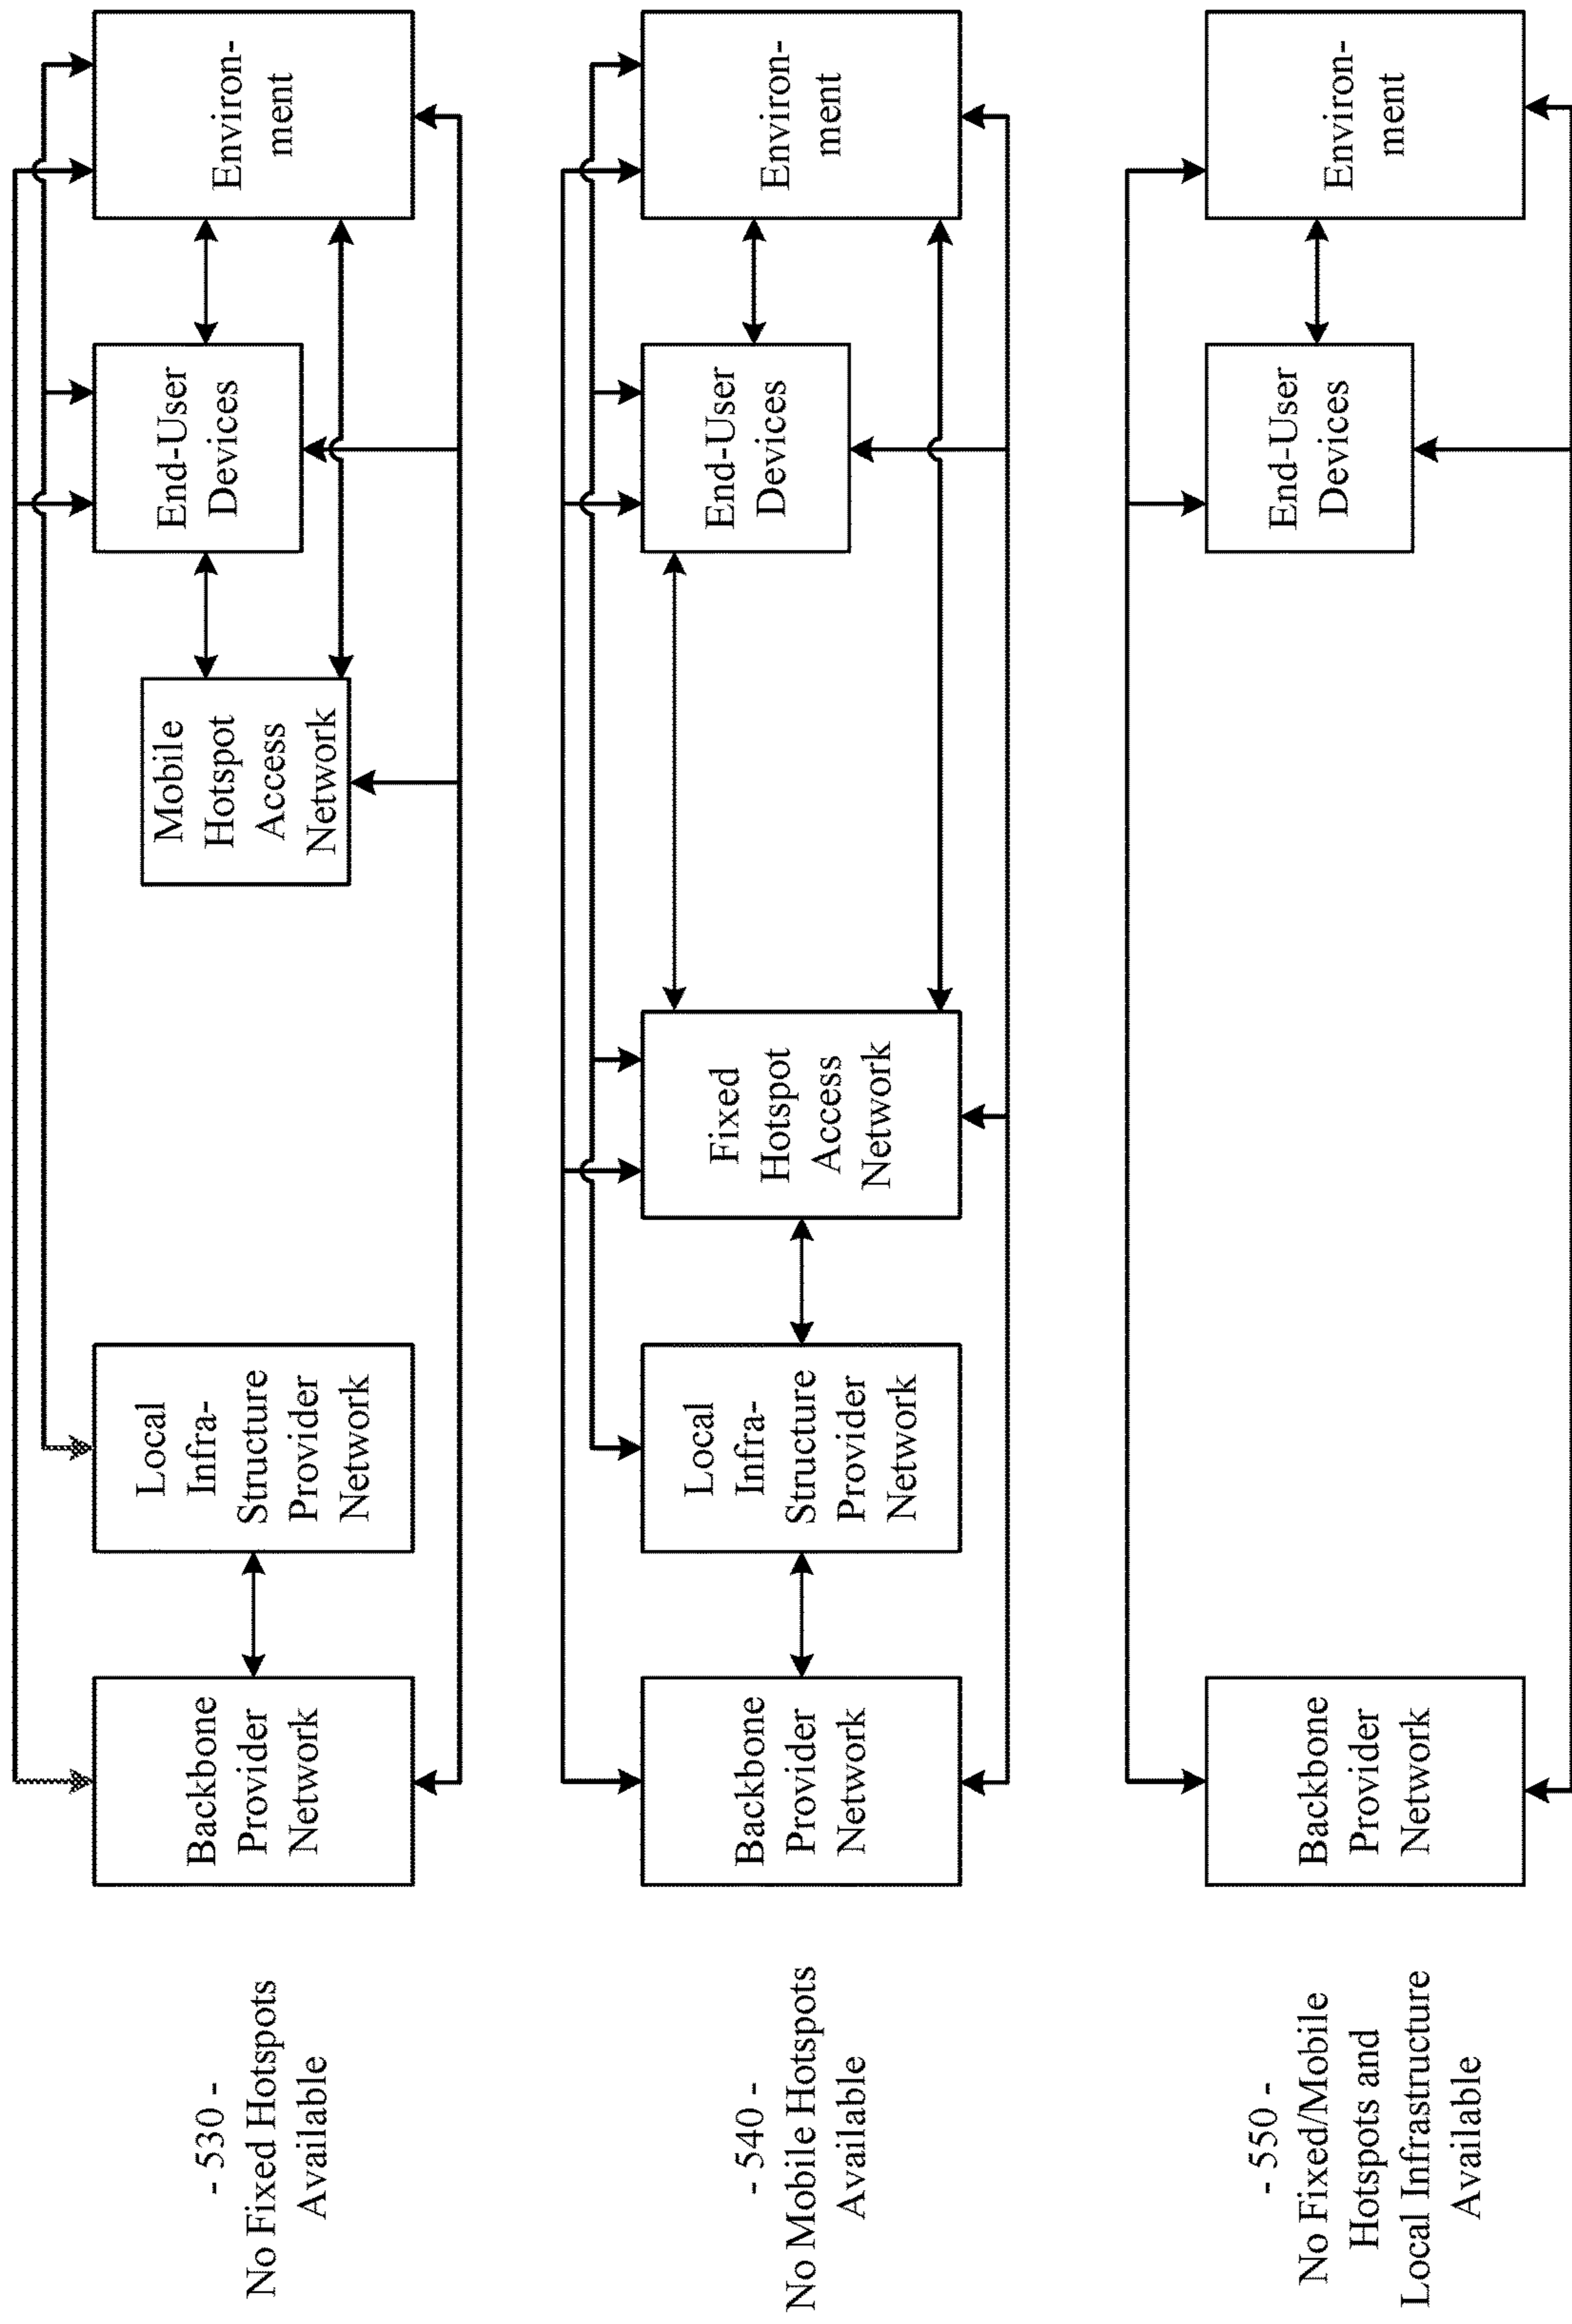 - 530 -
No Fixed Hotspots
Available
Backbone
Provider
Network
Local
Infra-
Structure
Provider
Network
Mobile
Hotspot
Access
Network
End-User
Devices
Environ-
ment
- 540 -
No Mobile Hotspots
Available
Backbone
Provider
Network
Local
Infra-
Structure
Provider
Network
Fixed
Hotspot
Access
Network
End-User
Devices
Environ-
ment
- 550 -
No Fixed/Mobile
Hotspots and
Local Infrastructure
Available
Backbone
Provider
Network
End-User
Devices
Environ-
ment